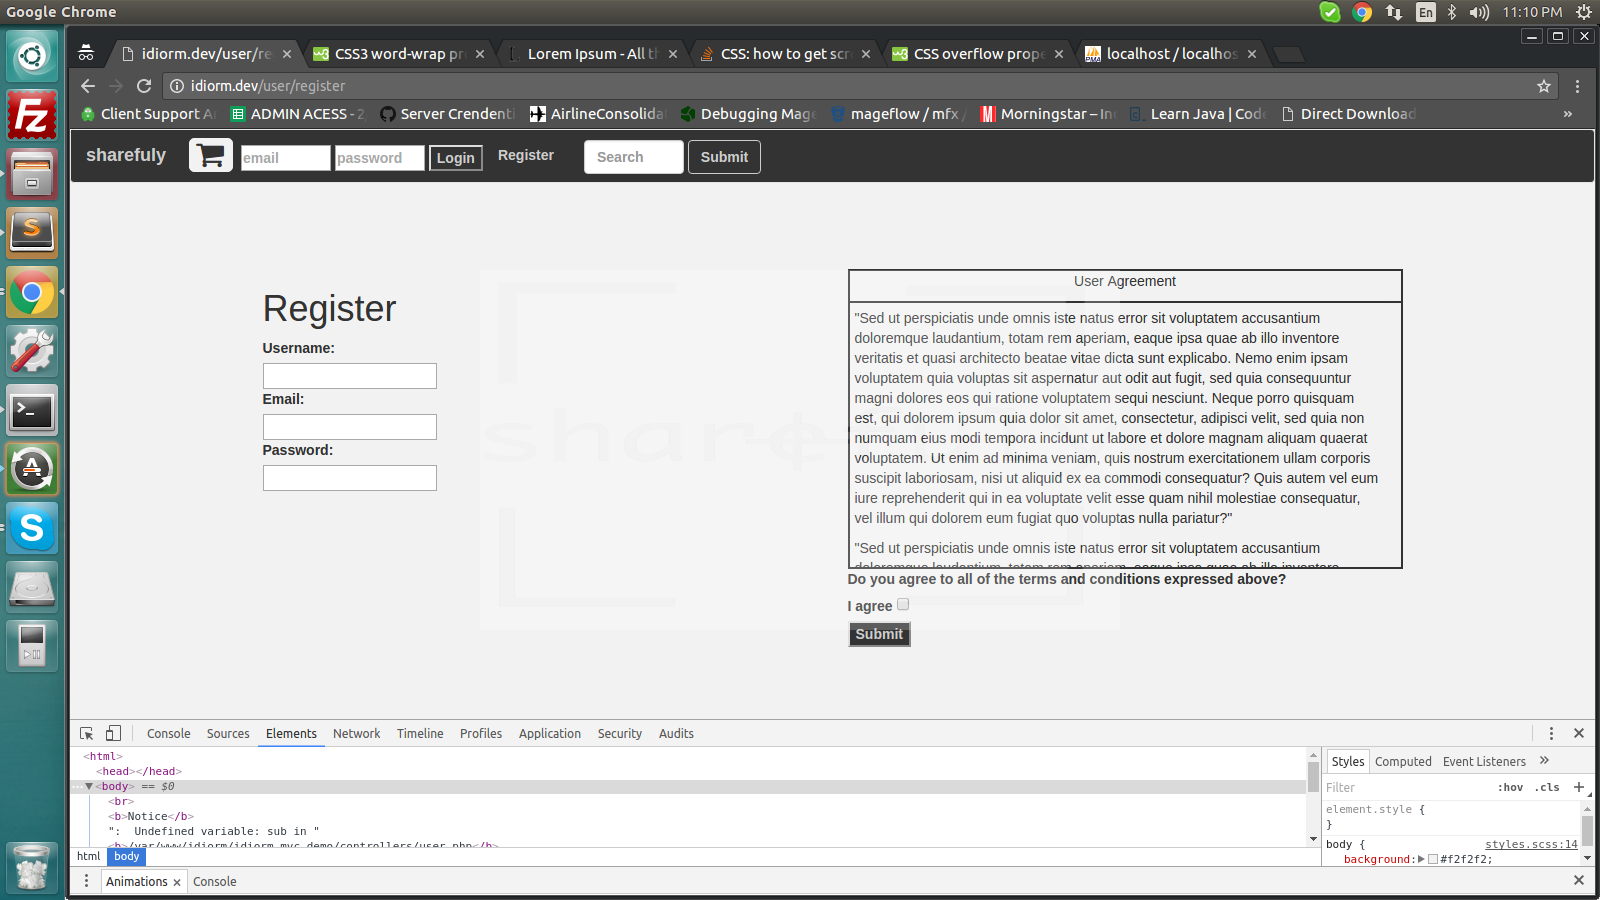 Google Chrome
En
11:10 PM
idiorm.dev/user/re
CSS3 word-wrap pr
Lorem Ipsum - All t
CSS: how to get scr
CSS overflow prope
localhost / localhos
idiorm.dev/user/register
Client Support A
ADMIN ACESS - 2
Server Crendenti
AirlineConsolida
Debugging Mage
mageflow / mfx /
Morningstar – In
Learn Java | Code
Direct Download
»
sharefuly
email
password
Login
Register
Search
Submit
Register
Username:
Email:
Password:
share
User Agreement
"Sed ut perspiciatis unde omnis iste natus error sit voluptatem accusantium
doloremque laudantium, totam rem aperiam, eaque ipsa quae ab illo inventore
veritatis et quasi architecto beatae vitae dicta sunt explicabo. Nemo enim ipsam
voluptatem quia voluptas sit aspernatur aut odit aut fugit, sed quia consequuntur
magni dolores eos qui ratione voluptatem sequi nesciunt. Neque porro quisquam
est, qui dolorem ipsum quia dolor sit amet, consectetur, adipisci velit, sed quia non
numquam eius modi tempora incidunt ut labore et dolore magnam aliquam quaerat
voluptatem. Ut enim ad minima veniam, quis nostrum exercitationem ullam corporis
suscipit laboriosam, nisi ut aliquid ex ea commodi consequatur? Quis autem vel eum
iure reprehenderit qui in ea voluptate velit esse quam nihil molestiae consequatur,
vel illum qui dolorem eum fugiat quo voluptas nulla pariatur?"
"Sed ut perspiciatis unde omnis iste natus error sit voluptatem accusantium
doloremque laudantium, totam rem aperiam, eaque ipsa quae ab illo inventore
Do you agree to all of the terms and conditions expressed above?
I agree
Submit
Console Sources Elements Network Timeline Profiles Application Security Audits
<html>
<head></head>
<body> == $0
<br>
<b>Notice</b>
":  Undefined variable: sub in "
<b>/var/www/idiorm/idiorm_mvc_demo/controllers/user.php</b>
html body
Styles Computed Event Listeners »
Filter :hov .cls +
element.style {
}
body { styles.scss:14
background: #f2f2f2;
Animations × Console